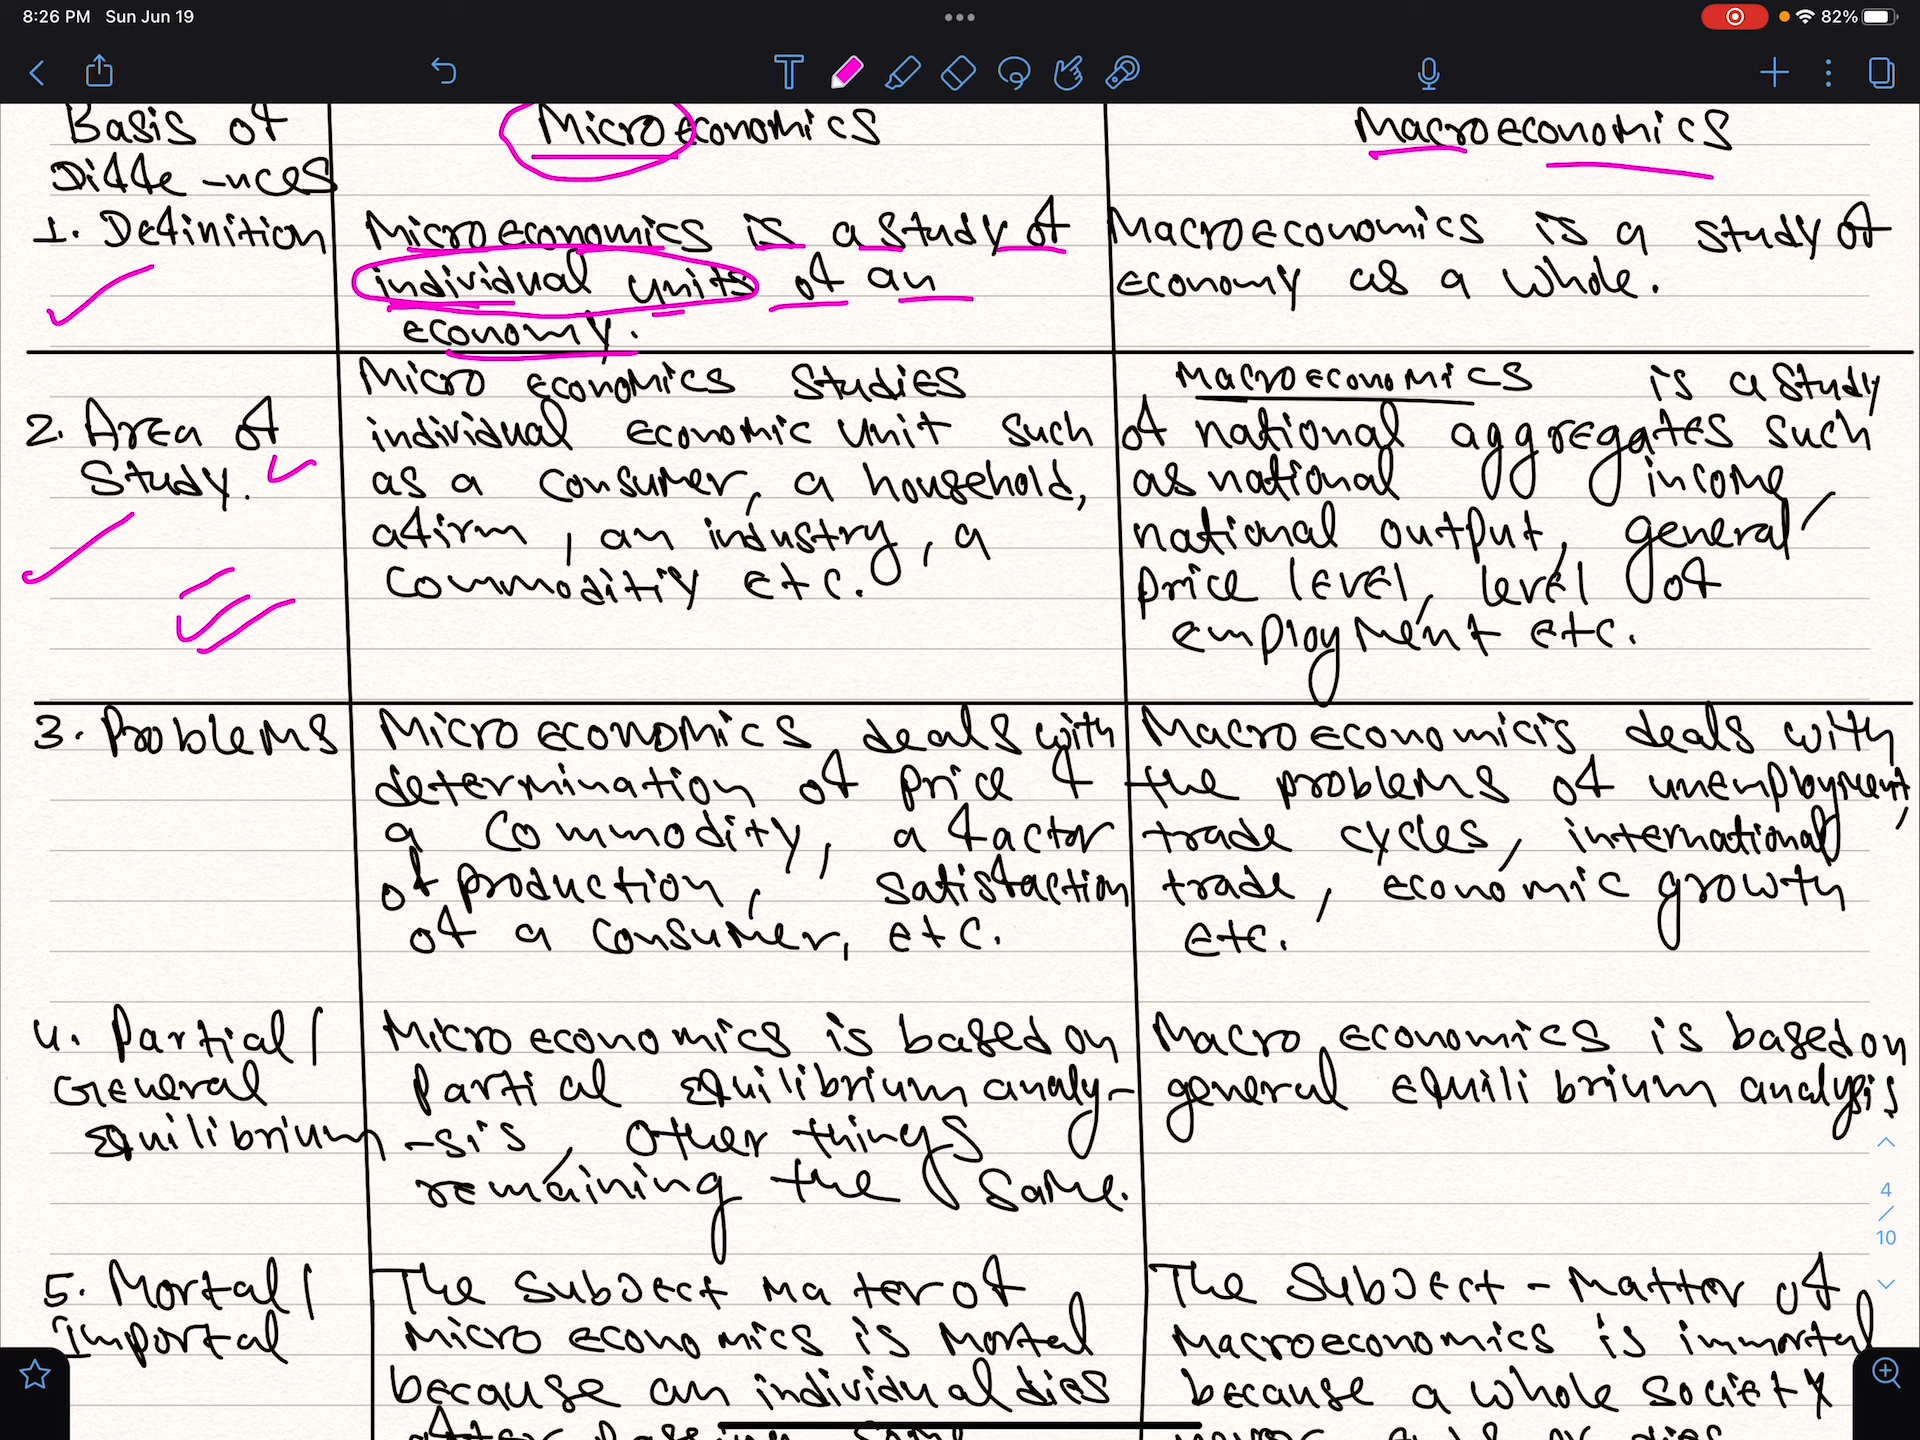 8:26 PM Sun Jun 19
82%
Basis of
Diffe-nces
Microeconomics
Macroeconomics
1. Definition
Microeconomics is a study of
individual units of an
economy.
Macroeconomics is a study of
economy as a whole.
2. Area of
Study.
Micro economics studies
individual economic unit such
as a consumer, a household,
a firm, an industry, a
commoditiy etc.
Macroeconomics is a study
of national aggregates such
as national income,
national output, general
price level, level of
employment etc.
3. Problems
Micro economics deals with
determination of price f
a commodity, a factor
of production, satisfaction
of a consumer, etc.
Macroeconomics deals with
the problems of unemployment,
trade cycles, international
trade, economic growth
etc.
4. Partial /
General
Equilibrium
Micro economics is based on
Partial equilibrium analy-
-sis, other things
remaining the same.
Macro economics is based on
general equilibrium analysis
5. Mortal /
Immortal
The subject matter of
micro economics is mortal
because an individual dies
after passing some
The subject-matter of
macroeconomics is immortal
because a whole society
4
/
10